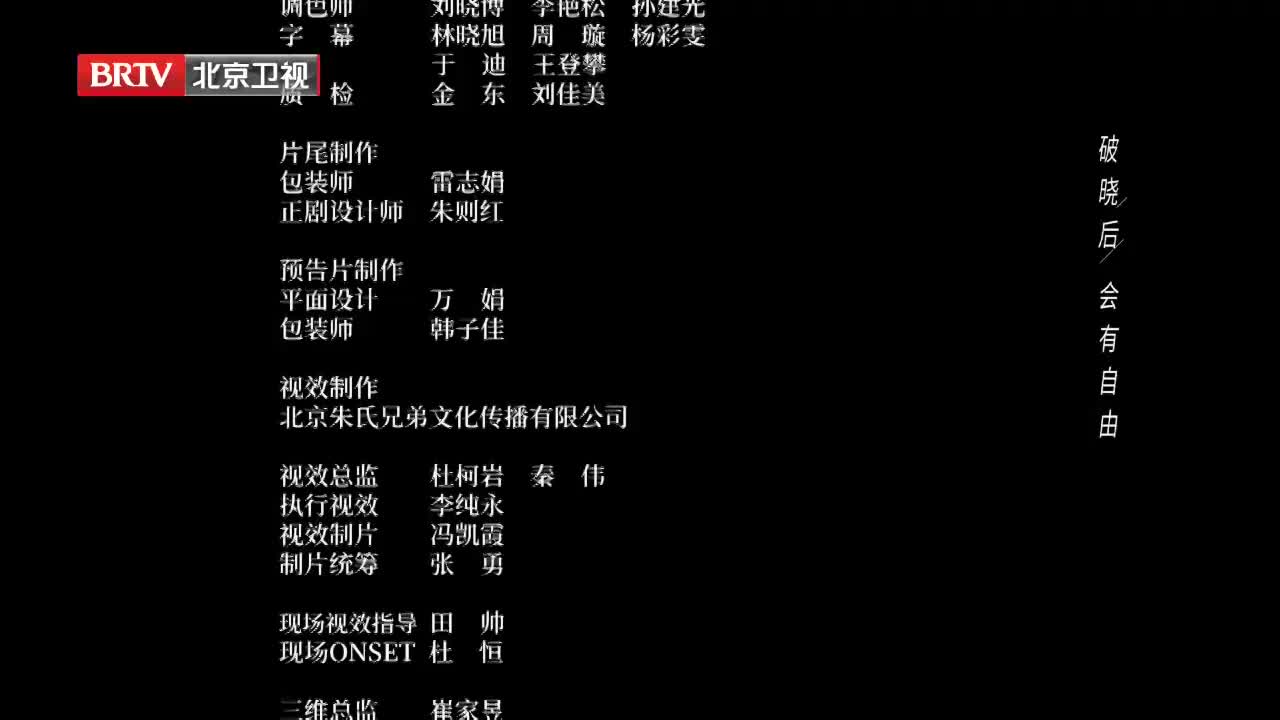 调色师 刘晓博 李艳松 孙建光
字 幕 林晓旭 周 璇 杨彩雯
于 迪 王登攀
BRTV 北京卫视
质 检 金 东 刘佳美
片尾制作
包装师 雷志娟
正剧设计师 朱则红
预告片制作
平面设计 万 娟
包装师 韩子佳
视效制作
北京朱氏兄弟文化传播有限公司
视效总监 杜柯岩 秦 伟
执行视效 李纯永
视效制片 冯凯霞
制片统筹 张 勇
现场视效指导 田 帅
现场ONSET 杜 恒
三维总监 崔家昱
破晓后 会有自由